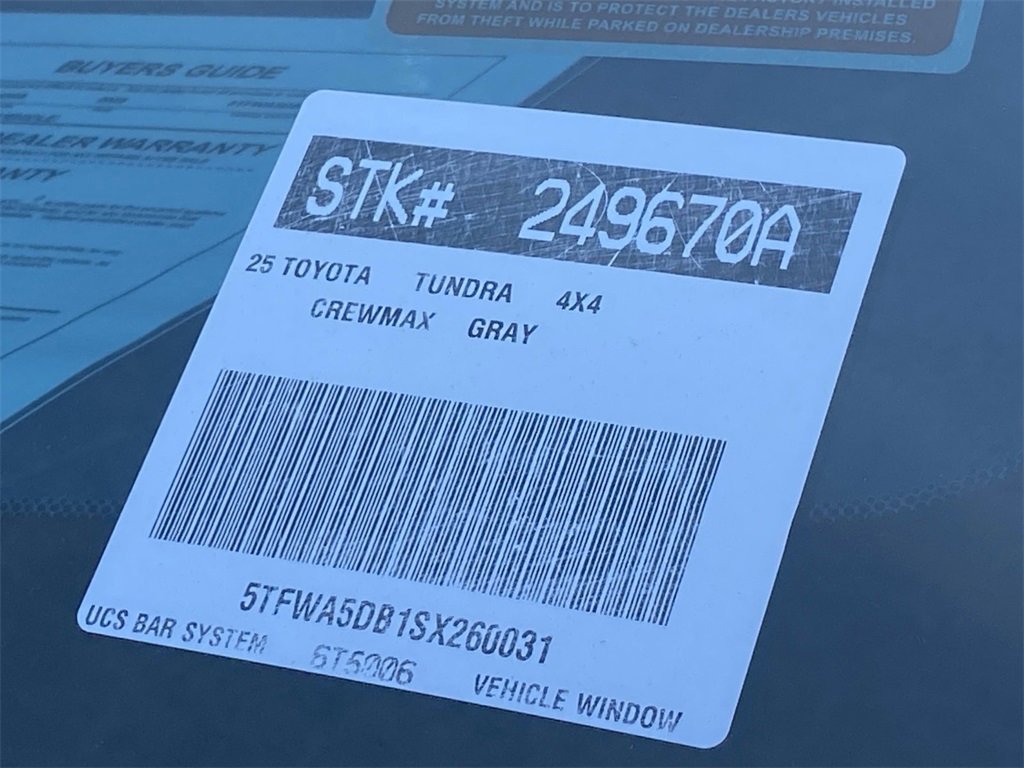 SYSTEM AND IS TO PROTECT THE DEALERS VEHICLES
FROM THEFT WHILE PARKED ON DEALERSHIP PREMISES.
BUYERS GUIDE
DEALER WARRANTY
STK# 249670A
25 TOYOTA TUNDRA 4X4
CREWMAX GRAY
5TFWA5DB1SX260031
UCS BAR SYSTEM 6T5006 VEHICLE WINDOW